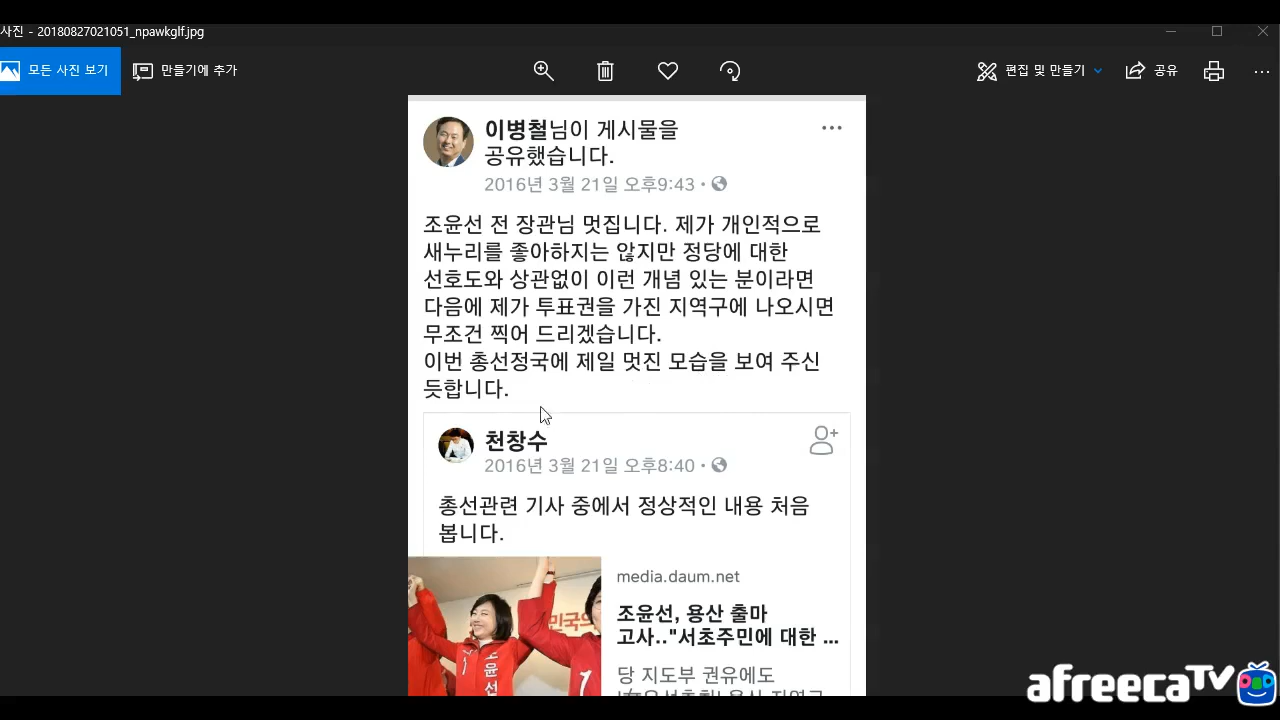 사진 - 20180827021051_npawkglf.jpg
모든 사진 보기
만들기에 추가
편집 및 만들기
공유
이병철님이 게시물을
공유했습니다.
2016년 3월 21일 오후9:43
조윤선 전 장관님 멋집니다. 제가 개인적으로
새누리를 좋아하지는 않지만 정당에 대한
선호도와 상관없이 이런 개념 있는 분이라면
다음에 제가 투표권을 가진 지역구에 나오시면
무조건 찍어 드리겠습니다.
이번 총선정국에 제일 멋진 모습을 보여 주신
듯합니다.
천창수
2016년 3월 21일 오후8:40
총선관련 기사 중에서 정상적인 내용 처음
봅니다.
media.daum.net
조윤선, 용산 출마
고사.."서초주민에 대한 ...
당 지도부 권유에도
민국의
1 조윤선
1
afreecaTV